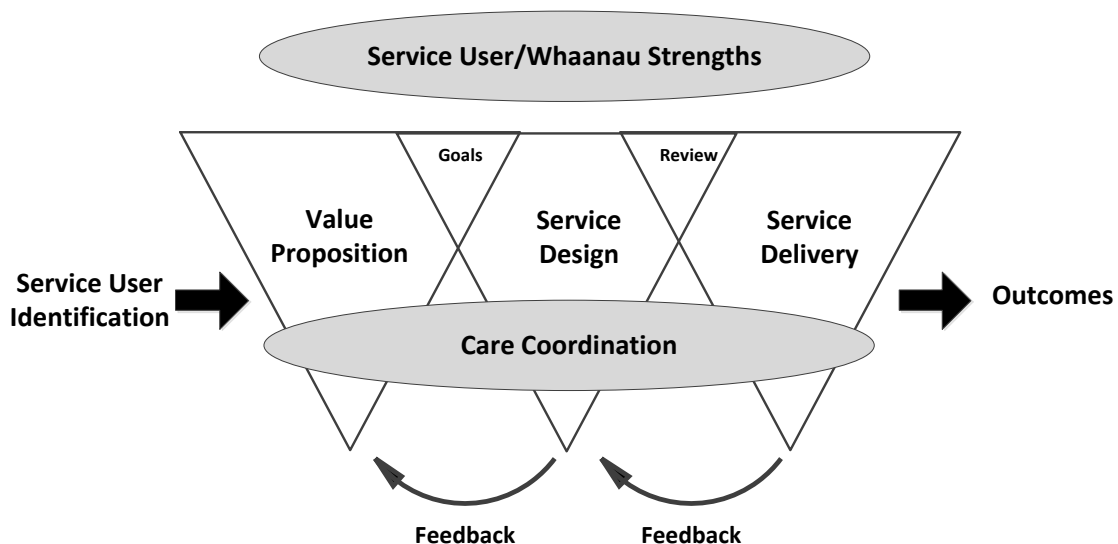 Service User/Whaanau Strengths
Goals
Review
Value
Proposition
Service
Design
Service
Delivery
Service User
Identification
Outcomes
Care Coordination
Feedback
Feedback